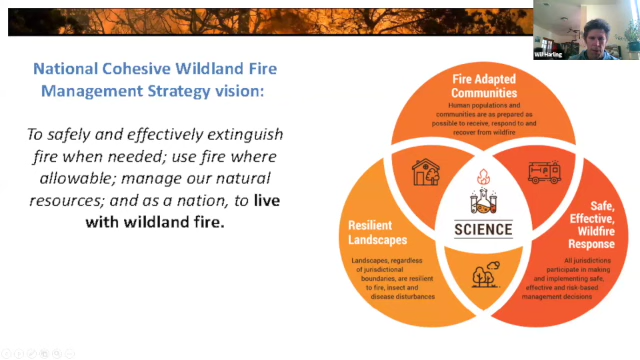 National Cohesive Wildland Fire
Management Strategy vision:
To safely and effectively extinguish
fire when needed; use fire where
allowable; manage our natural
resources; and as a nation, to live
with wildland fire.
Fire Adapted
Communities
Human populations and
communities are as prepared as
possible to receive, respond to and
recover from wildfire
SCIENCE
Resilient
Landscapes
Landscapes, regardless
of jurisdictional
boundaries, are resilient
to fire, insect and
disease disturbances
Safe,
Effective,
Wildfire
Response
All jurisdictions
participate in making
and implementing safe,
effective and risk-based
management decisions
Will Harling